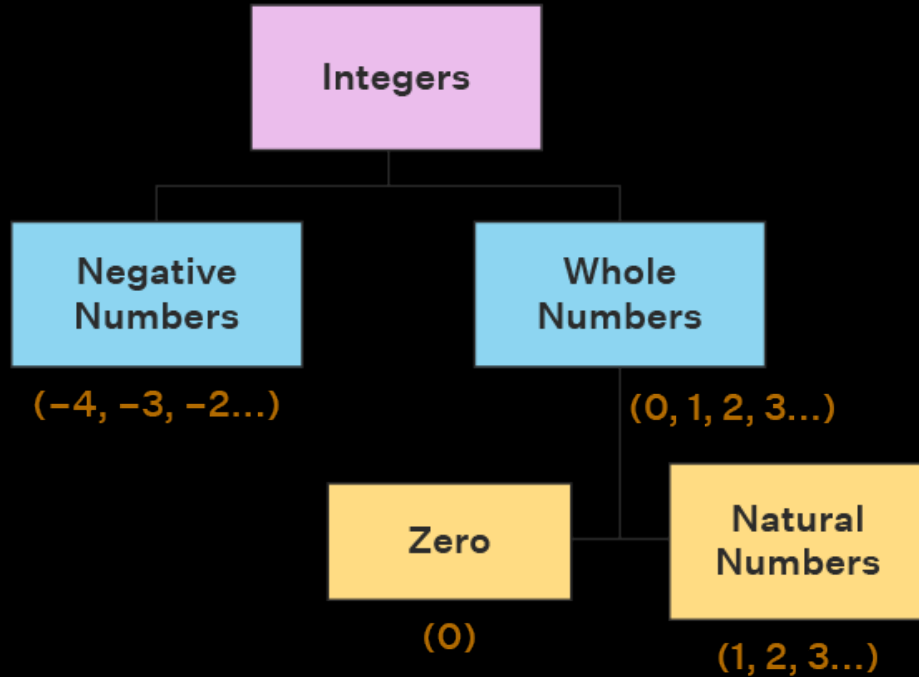 Integers
Negative
Numbers
Whole
Numbers
(−4, −3, −2...)
(0, 1, 2, 3...)
Zero
Natural
Numbers
(0)
(1, 2, 3...)